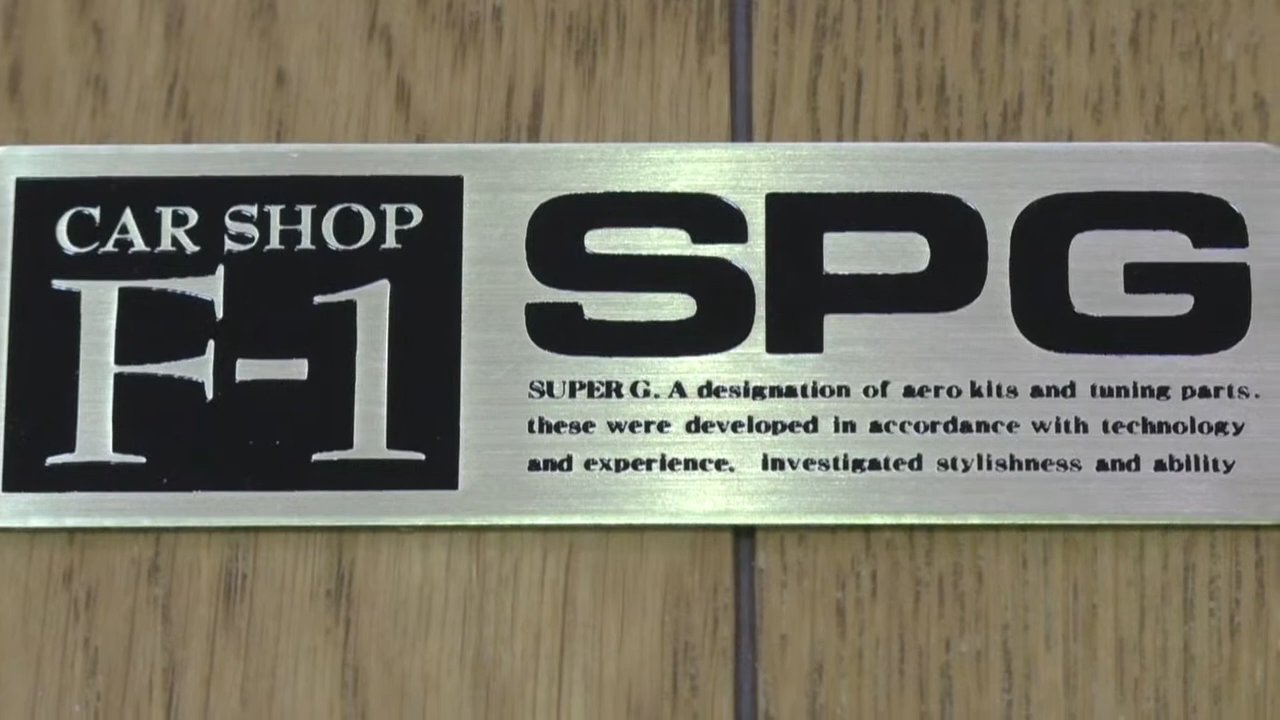 CAR SHOP
F-1
SPG
SUPER G. A designation of aero kits and tuning parts.
these were developed in accordance with technology
and experience. Investigated stylishness and ability